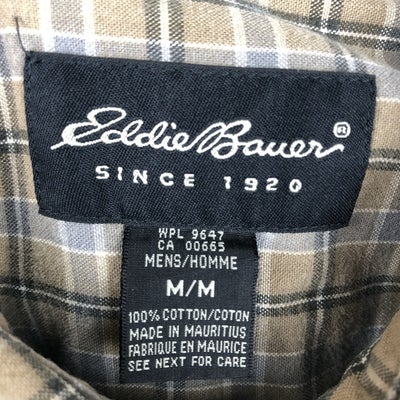 Eddie Bauer®
SINCE 1920
WPL 9647
CA 00665
MENS/HOMME
M/M
100% COTTON/COTON
MADE IN MAURITIUS
FABRIQUE EN MAURICE
SEE NEXT FOR CARE